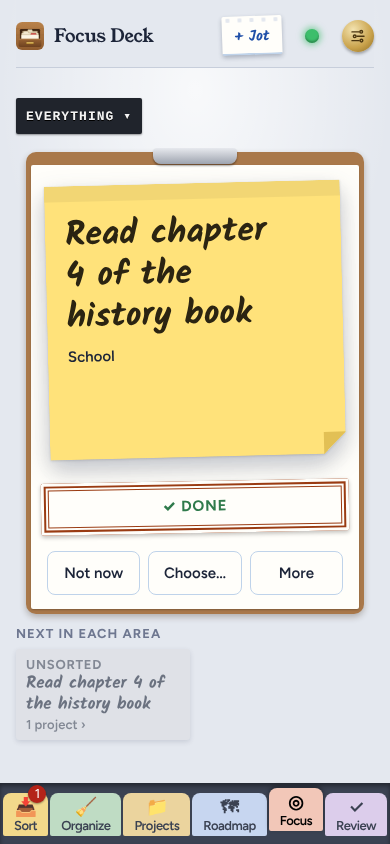 Focus Deck
+ Jot
EVERYTHING ▾
Read chapter
4 of the
history book
School
✓ DONE
Not now
Choose...
More
NEXT IN EACH AREA
UNSORTED
Read chapter 4 of
the history book
1 project ›
1
Sort
Organize
Projects
Roadmap
Focus
Review